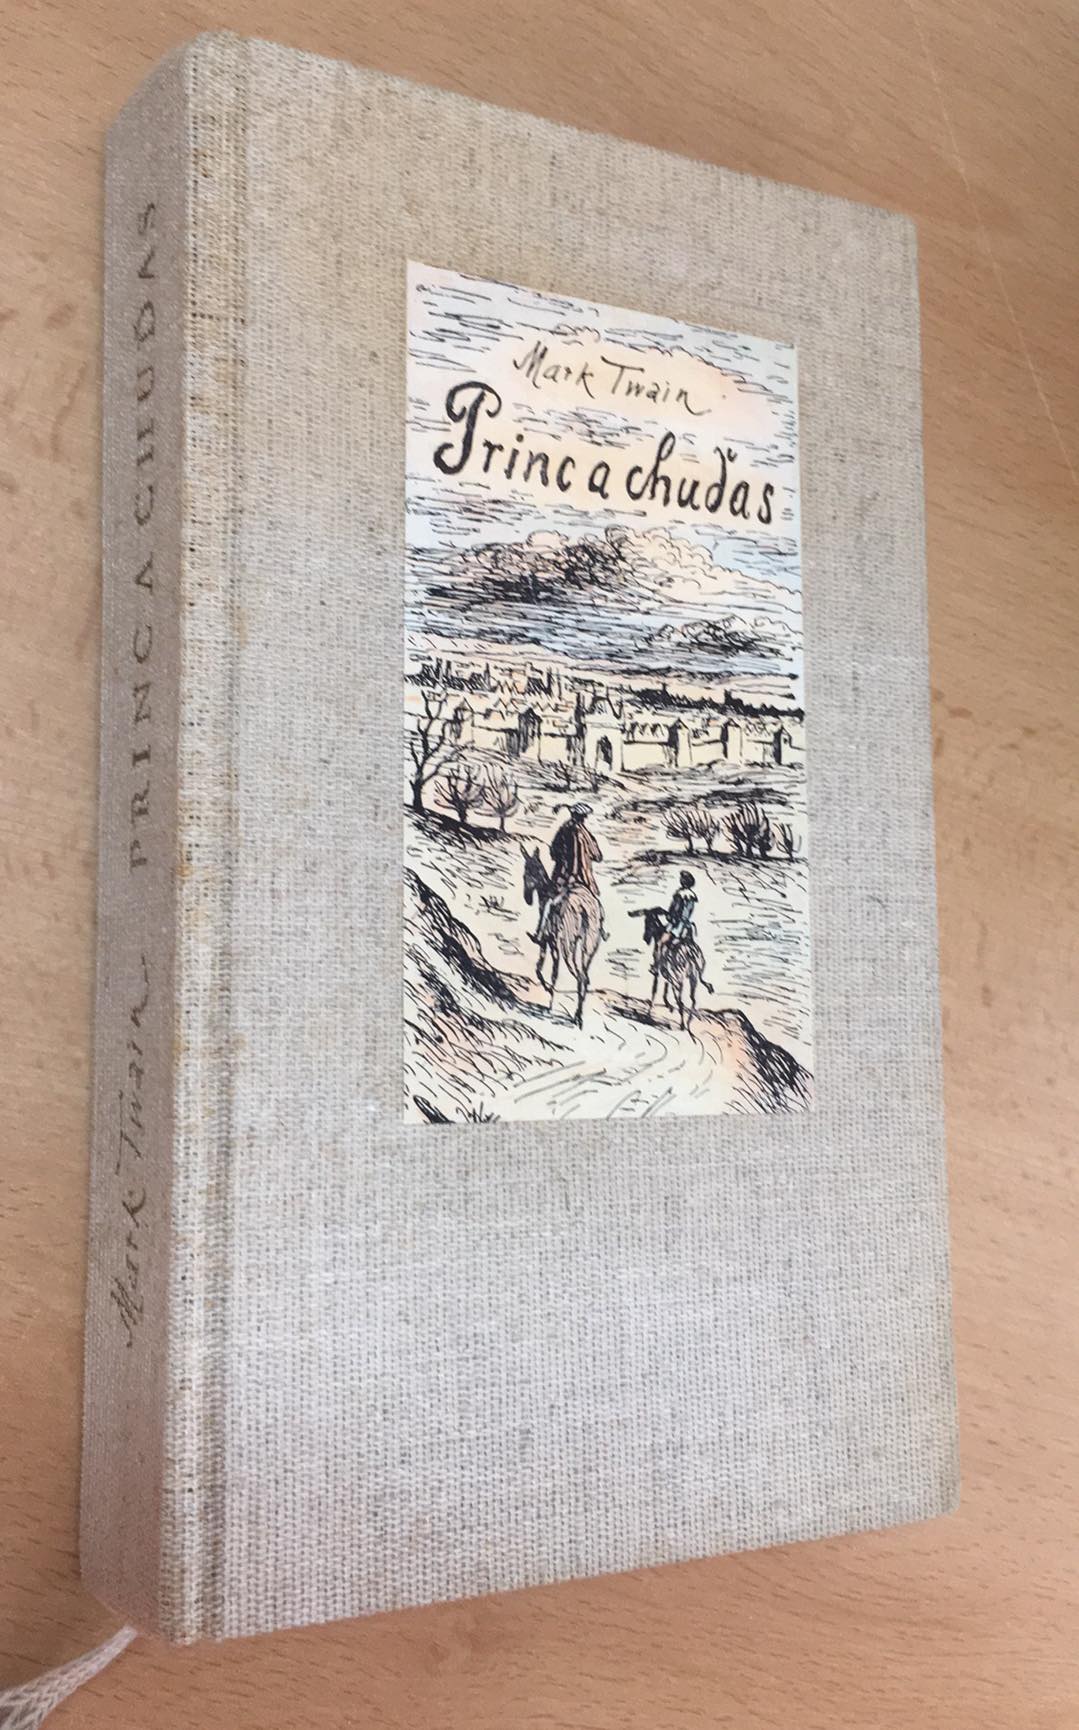 Mark Twain
Princ a chuďas
Mark Twain PRINC A CHUĎAS